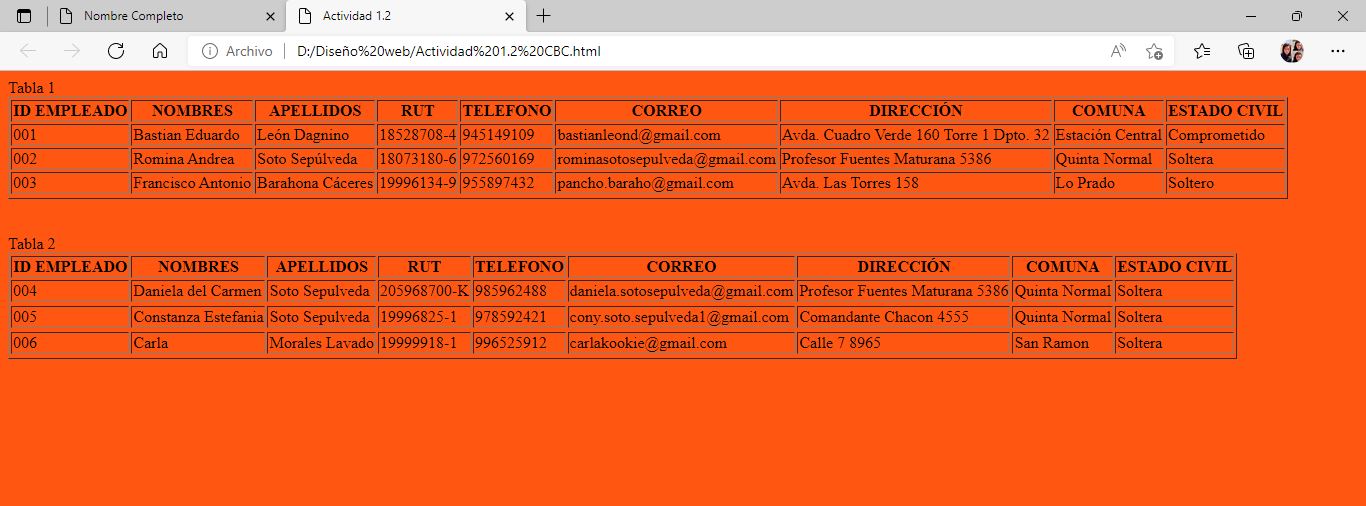 Nombre Completo
Actividad 1.2
Archivo D:/Diseño%20web/Actividad%201.2%20CBC.html
Tabla 1
ID EMPLEADO NOMBRES APELLIDOS RUT TELEFONO CORREO DIRECCIÓN COMUNA ESTADO CIVIL
001 Bastian Eduardo León Dagnino 18528708-4 945149109 bastianleond@gmail.com Avda. Cuadro Verde 160 Torre 1 Dpto. 32 Estación Central Comprometido
002 Romina Andrea Soto Sepúlveda 18073180-6 972560169 rominasotosepulveda@gmail.com Profesor Fuentes Maturana 5386 Quinta Normal Soltera
003 Francisco Antonio Barahona Cáceres 19996134-9 955897432 pancho.baraho@gmail.com Avda. Las Torres 158 Lo Prado Soltero
Tabla 2
ID EMPLEADO NOMBRES APELLIDOS RUT TELEFONO CORREO DIRECCIÓN COMUNA ESTADO CIVIL
004 Daniela del Carmen Soto Sepulveda 205968700-K 985962488 daniela.sotosepulveda@gmail.com Profesor Fuentes Maturana 5386 Quinta Normal Soltera
005 Constanza Estefania Soto Sepulveda 19996825-1 978592421 cony.soto.sepulveda1@gmail.com Comandante Chacon 4555 Quinta Normal Soltera
006 Carla Morales Lavado 19999918-1 996525912 carlakookie@gmail.com Calle 7 8965 San Ramon Soltera